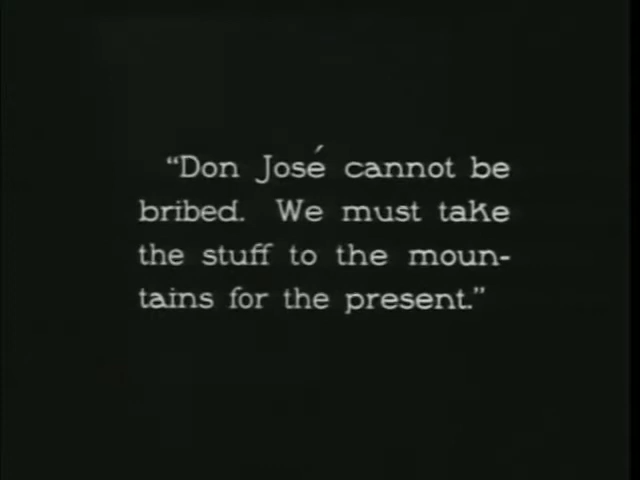 “Don José cannot be
bribed. We must take
the stuff to the moun-
tains for the present.”